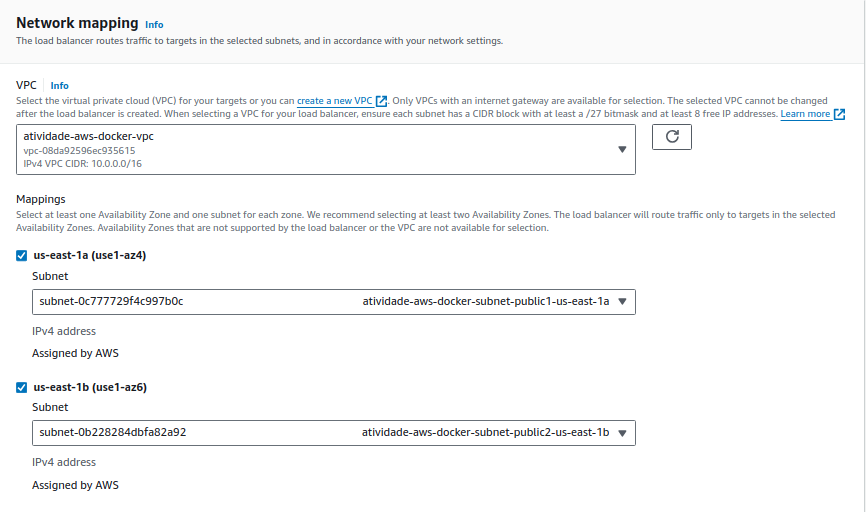 Network mapping Info
The load balancer routes traffic to targets in the selected subnets, and in accordance with your network settings.
VPC Info
Select the virtual private cloud (VPC) for your targets or you can create a new VPC. Only VPCs with an internet gateway are available for selection. The selected VPC cannot be changed
after the load balancer is created. When selecting a VPC for your load balancer, ensure each subnet has a CIDR block with at least a /27 bitmask and at least 8 free IP addresses. Learn more
atividade-aws-docker-vpc
vpc-08da92596ec935615
IPv4 VPC CIDR: 10.0.0.0/16
Mappings
Select at least one Availability Zone and one subnet for each zone. We recommend selecting at least two Availability Zones. The load balancer will route traffic only to targets in the selected
Availability Zones. Availability Zones that are not supported by the load balancer or the VPC are not available for selection.
us-east-1a (use1-az4)
Subnet
subnet-0c777729f4c997b0c atividade-aws-docker-subnet-public1-us-east-1a
IPv4 address
Assigned by AWS
us-east-1b (use1-az6)
Subnet
subnet-0b228284dbfa82a92 atividade-aws-docker-subnet-public2-us-east-1b
IPv4 address
Assigned by AWS